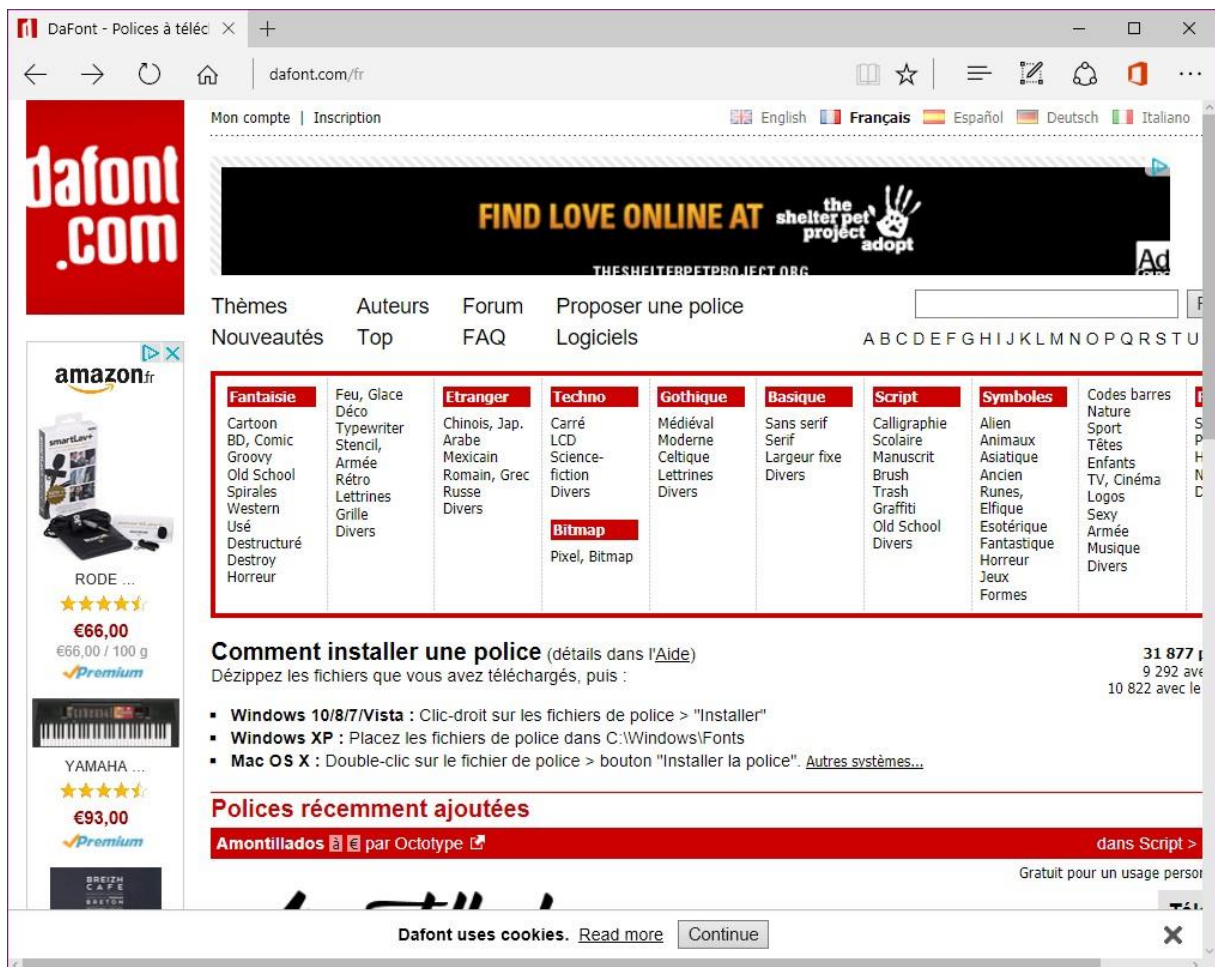 DaFont - Polices à téléc
dafont.com/fr
dafont
.com
Mon compte | Inscription
English Français Español Deutsch Italiano
FIND LOVE ONLINE AT
the
shelter pet
project
adopt
THESHELTERPETPROJECT.ORG
Ad
Thèmes Auteurs Forum Proposer une police
Nouveautés Top FAQ Logiciels
A B C D E F G H I J K L M N O P Q R S T U
amazon.fr
smartLav+
RODE ...
€66,00
€66,00 / 100 g
Premium
YAMAHA ...
€93,00
Premium
BREIZH
CAFE
BRETON
Fantaisie
Cartoon
BD, Comic
Groovy
Old School
Spirales
Western
Usé
Destructuré
Destroy
Horreur
Feu, Glace
Déco
Typewriter
Stencil,
Armée
Rétro
Lettrines
Grille
Divers
Etranger
Chinois, Jap.
Arabe
Mexicain
Romain, Grec
Russe
Divers
Techno
Carré
LCD
Science-
fiction
Divers
Bitmap
Pixel, Bitmap
Gothique
Médiéval
Moderne
Celtique
Lettrines
Divers
Basique
Sans serif
Serif
Largeur fixe
Divers
Script
Calligraphie
Scolaire
Manuscrit
Brush
Trash
Graffiti
Old School
Divers
Symboles
Alien
Animaux
Asiatique
Ancien
Runes,
Elfique
Esotérique
Fantastique
Horreur
Jeux
Formes
Codes barres
Nature
Sport
Têtes
Enfants
TV, Cinéma
Logos
Sexy
Armée
Musique
Divers
Comment installer une police (détails dans l'Aide)
Dézippez les fichiers que vous avez téléchargés, puis :
31 877 p
9 292 ave
10 822 avec le
▪ Windows 10/8/7/Vista : Clic-droit sur les fichiers de police > "Installer"
▪ Windows XP : Placez les fichiers de police dans C:\Windows\Fonts
▪ Mac OS X : Double-clic sur le fichier de police > bouton "Installer la police". Autres systèmes...
Polices récemment ajoutées
Amontillados à € par Octotype dans Script >
Gratuit pour un usage person
Dafont uses cookies. Read more Continue